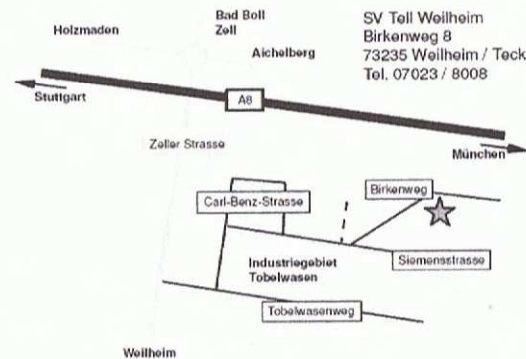 Bad Boll
Zell
Holzmaden
Aichelberg
SV Tell Weilheim
Birkenweg 8
73235 Weilheim / Teck
Tel. 07023 / 8008
Stuttgart
A8
München
Zeller Strasse
Carl-Benz-Strasse
Birkenweg
Industriegebiet
Tobelwasen
Siemensstrasse
Tobelwasenweg
Weilheim